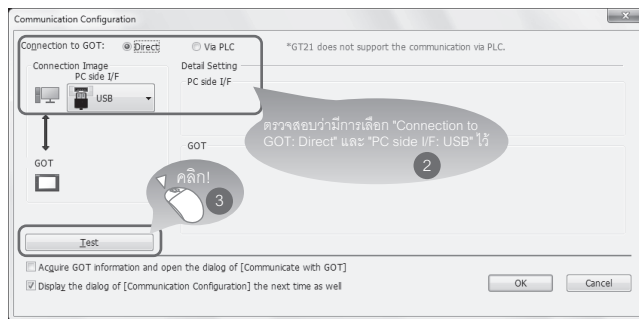 Communication Configuration
x
Connection to GOT: Direct Via PLC *GT21 does not support the communication via PLC.
Connection Image
PC side I/F
USB
Detail Setting
PC side I/F
ตรวจสอบว่ามีการเลือก "Connection to
GOT: Direct" และ "PC side I/F: USB" ไว้
2
GOT
GOT
คลิก!
3
Test
Acquire GOT information and open the dialog of [Communicate with GOT]
Display the dialog of [Communication Configuration] the next time as well
OK Cancel